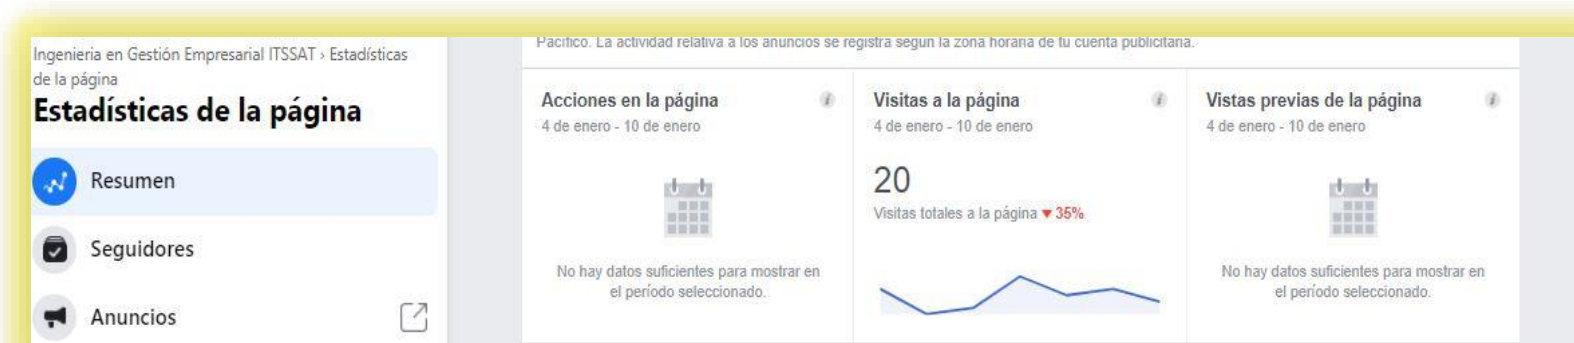 Ingenieria en Gestión Empresarial ITSSAT › Estadísticas
de la página
Estadísticas de la página
Resumen
Seguidores
Anuncios
Pacífico. La actividad relativa a los anuncios se registra según la zona horaria de tu cuenta publicitaria.
Acciones en la página
4 de enero - 10 de enero
No hay datos suficientes para mostrar en
el período seleccionado.
Visitas a la página
4 de enero - 10 de enero
20
Visitas totales a la página ▼ 35%
Vistas previas de la página
4 de enero - 10 de enero
No hay datos suficientes para mostrar en
el período seleccionado.